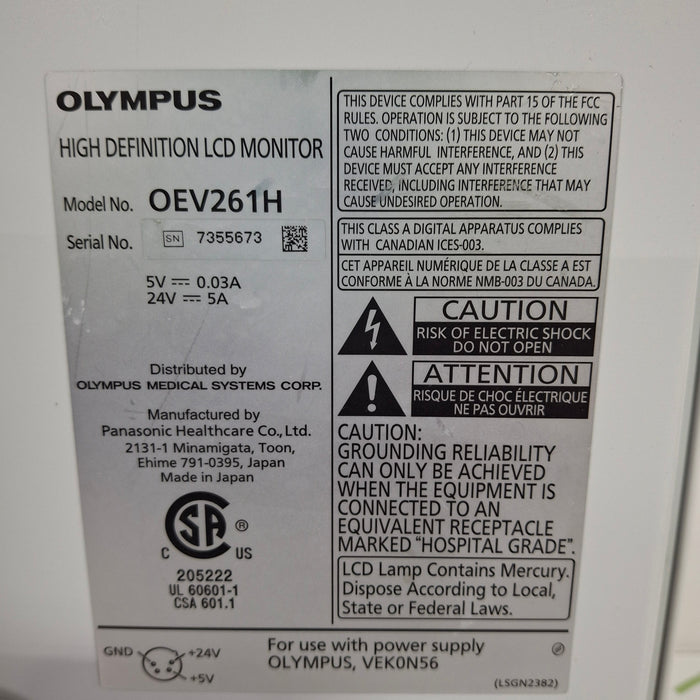 OLYMPUS
HIGH DEFINITION LCD MONITOR
Model No. OEV261H
Serial No. SN 7355673
5V ⎓ 0.03A
24V ⎓ 5A
Distributed by
OLYMPUS MEDICAL SYSTEMS CORP.
Manufactured by
Panasonic Healthcare Co., Ltd.
2131-1 Minamigata, Toon,
Ehime 791-0395, Japan
Made in Japan
SA ®
C US
205222
UL 60601-1
CSA 601.1
THIS DEVICE COMPLIES WITH PART 15 OF THE FCC
RULES. OPERATION IS SUBJECT TO THE FOLLOWING
TWO CONDITIONS: (1) THIS DEVICE MAY NOT
CAUSE HARMFUL INTERFERENCE, AND (2) THIS
DEVICE MUST ACCEPT ANY INTERFERENCE
RECEIVED, INCLUDING INTERFERENCE THAT MAY
CAUSE UNDESIRED OPERATION.
THIS CLASS A DIGITAL APPARATUS COMPLIES
WITH CANADIAN ICES-003.
CET APPAREIL NUMÉRIQUE DE LA CLASSE A EST
CONFORME À LA NORME NMB-003 DU CANADA.
CAUTION
RISK OF ELECTRIC SHOCK
DO NOT OPEN
ATTENTION
RISQUE DE CHOC ÉLECTRIQUE
NE PAS OUVRIR
CAUTION:
GROUNDING RELIABILITY
CAN ONLY BE ACHIEVED
WHEN THE EQUIPMENT IS
CONNECTED TO AN
EQUIVALENT RECEPTACLE
MARKED “HOSPITAL GRADE”.
LCD Lamp Contains Mercury.
Dispose According to Local,
State or Federal Laws.
GND +24V
+5V
For use with power supply
OLYMPUS, VEK0N56
(LSGN2382)